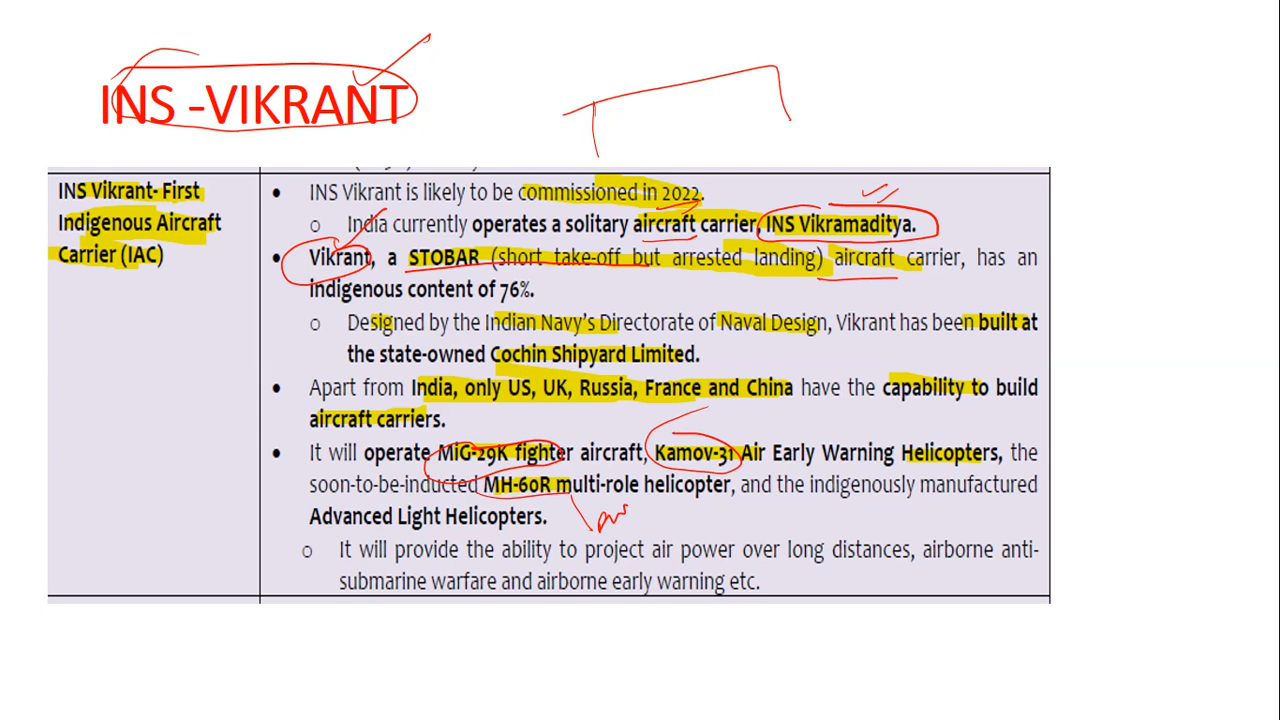 INS -VIKRANT
INS Vikrant- First
Indigenous Aircraft
Carrier (IAC)
• INS Vikrant is likely to be commissioned in 2022.
o India currently operates a solitary aircraft carrier, INS Vikramaditya.
• Vikrant, a STOBAR (short take-off but arrested landing) aircraft carrier, has an
indigenous content of 76%.
o Designed by the Indian Navy's Directorate of Naval Design, Vikrant has been built at
the state-owned Cochin Shipyard Limited.
• Apart from India, only US, UK, Russia, France and China have the capability to build
aircraft carriers.
• It will operate MiG-29K fighter aircraft, Kamov-31 Air Early Warning Helicopters, the
soon-to-be-inducted MH-60R multi-role helicopter, and the indigenously manufactured
Advanced Light Helicopters.
o It will provide the ability to project air power over long distances, airborne anti-
submarine warfare and airborne early warning etc.